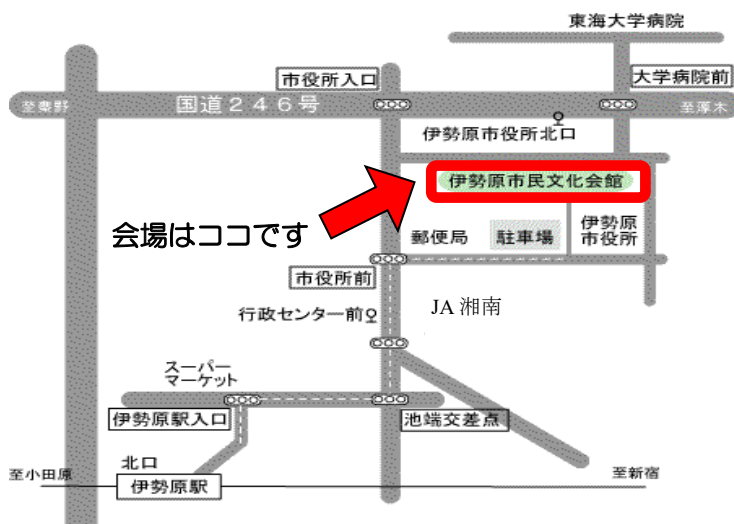 東海大学病院
市役所入口
大学病院前
至秦野
国道246号
至厚木
伊勢原市役所北口
伊勢原市民文化会館
会場はココです
郵便局
駐車場
伊勢原
市役所
市役所前
行政センター前
JA 湘南
スーパー
マーケット
伊勢原駅入口
池端交差点
北口
至小田原
伊勢原駅
至新宿